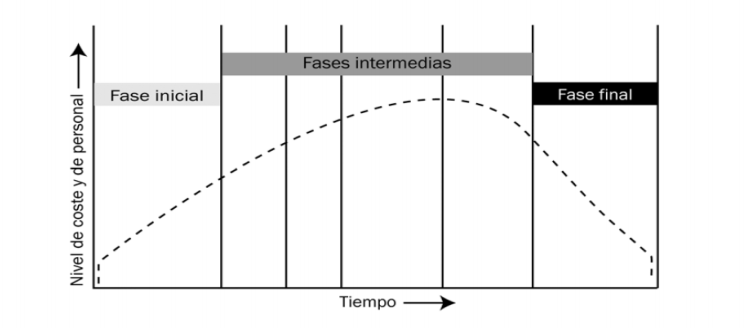 Fases intermedias
Fase inicial
Fase final
Nivel de coste y de personal
Tiempo